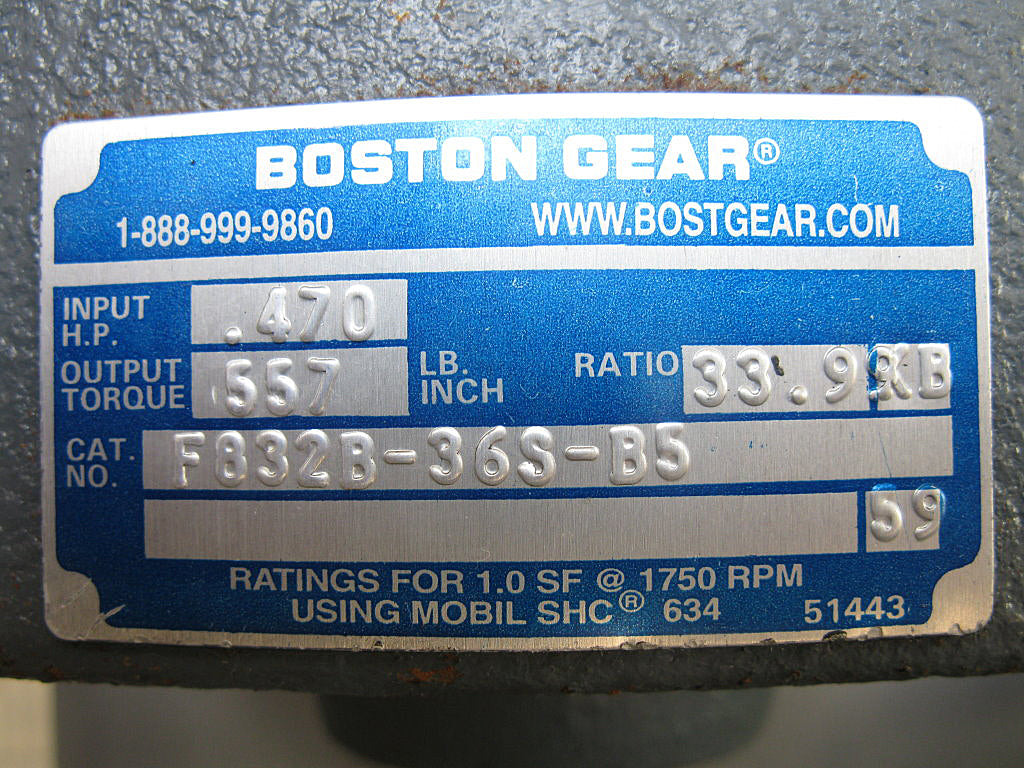 BOSTON GEAR®
1-888-999-9860 WWW.BOSTGEAR.COM
INPUT H.P. .470
OUTPUT TORQUE 557 LB. INCH RATIO 33.9 KB
CAT. NO. F832B-36S-B5
59
RATINGS FOR 1.0 SF @ 1750 RPM
USING MOBIL SHC® 634 51443